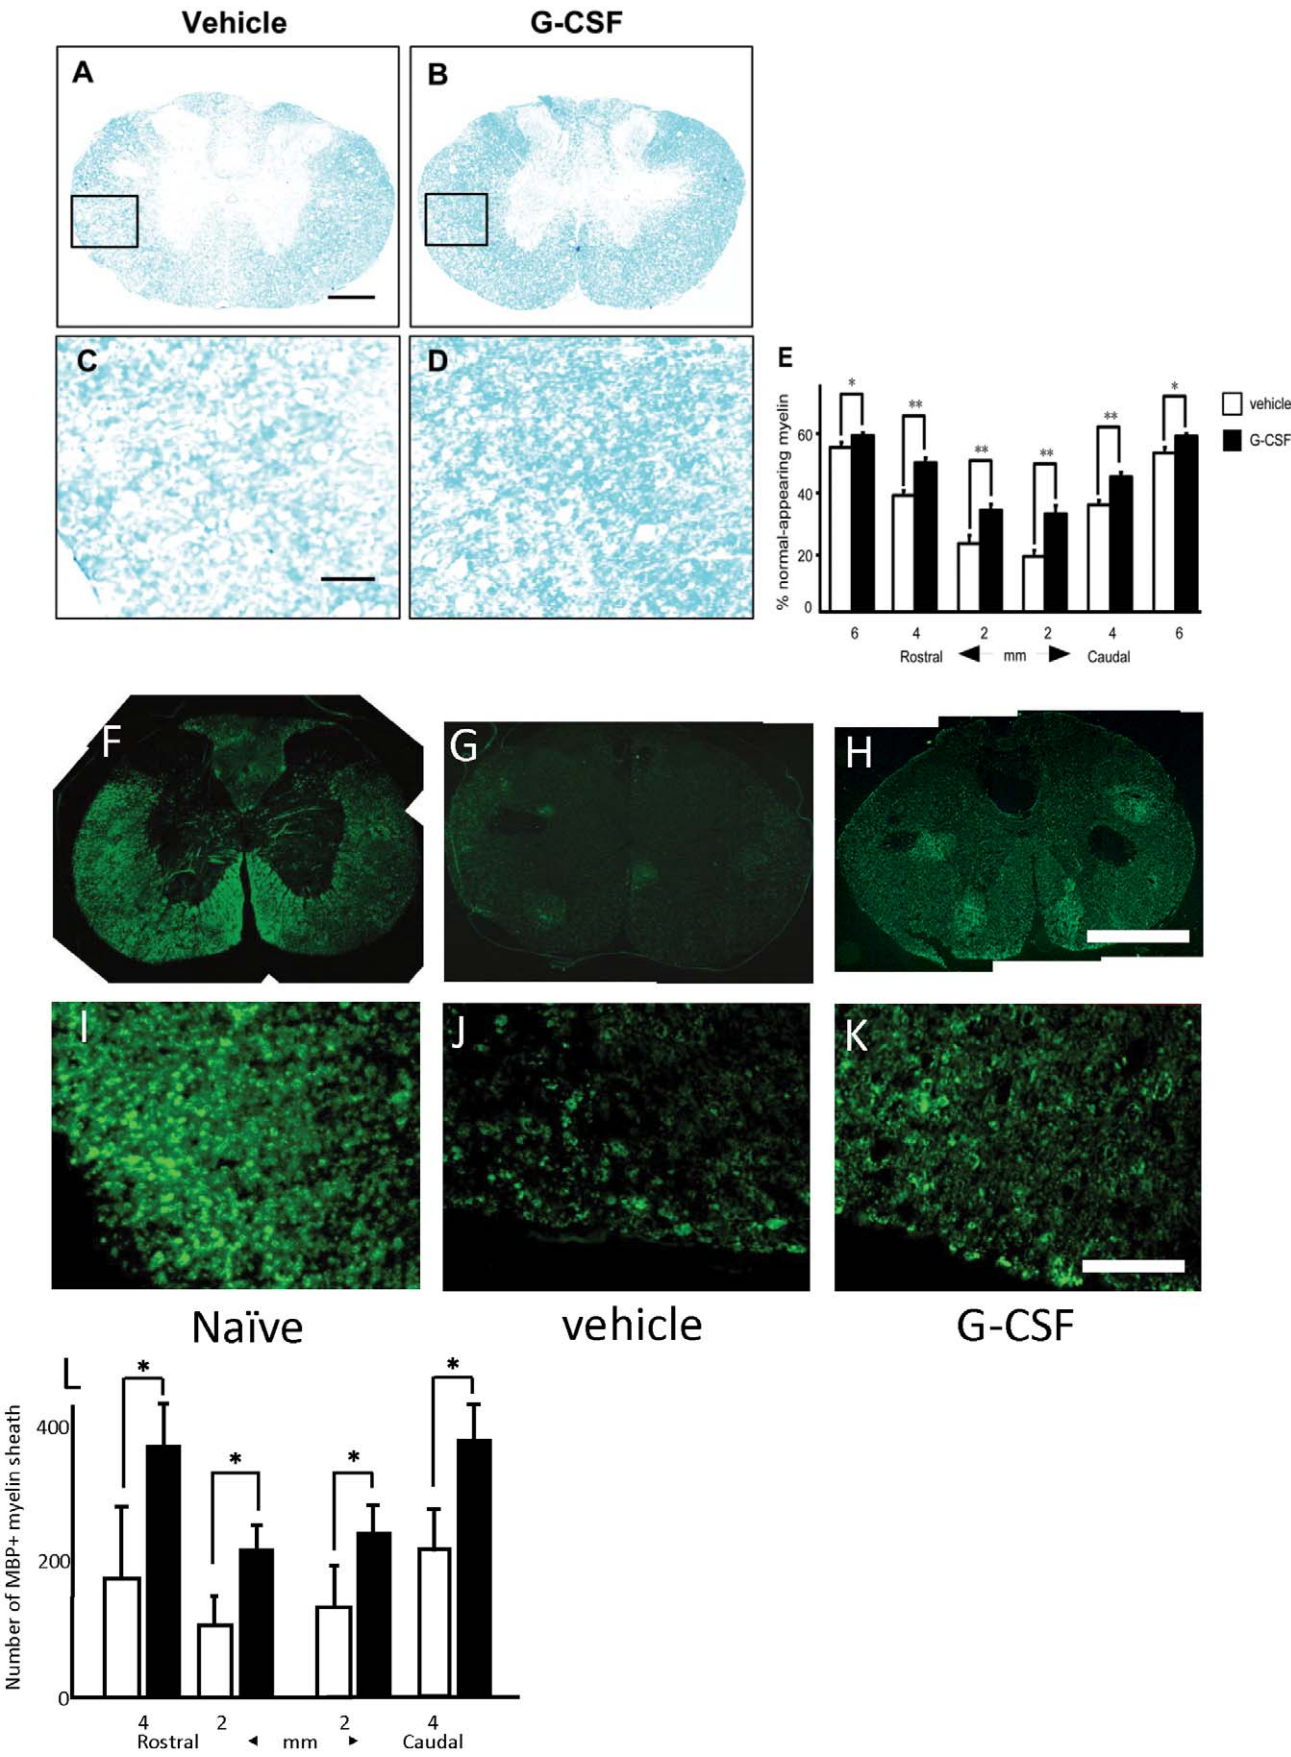 Vehicle G-CSF
A B
C D
E
% normal-appearing myelin
60
40
20
0
* ** ** ** ** *
vehicle
G-CSF
6 4 2 2 4 6
Rostral mm Caudal
F G H
I J K
Naïve vehicle G-CSF
L
Number of MBP+ myelin sheath
400
200
0
* * * *
4 2 2 4
Rostral mm Caudal